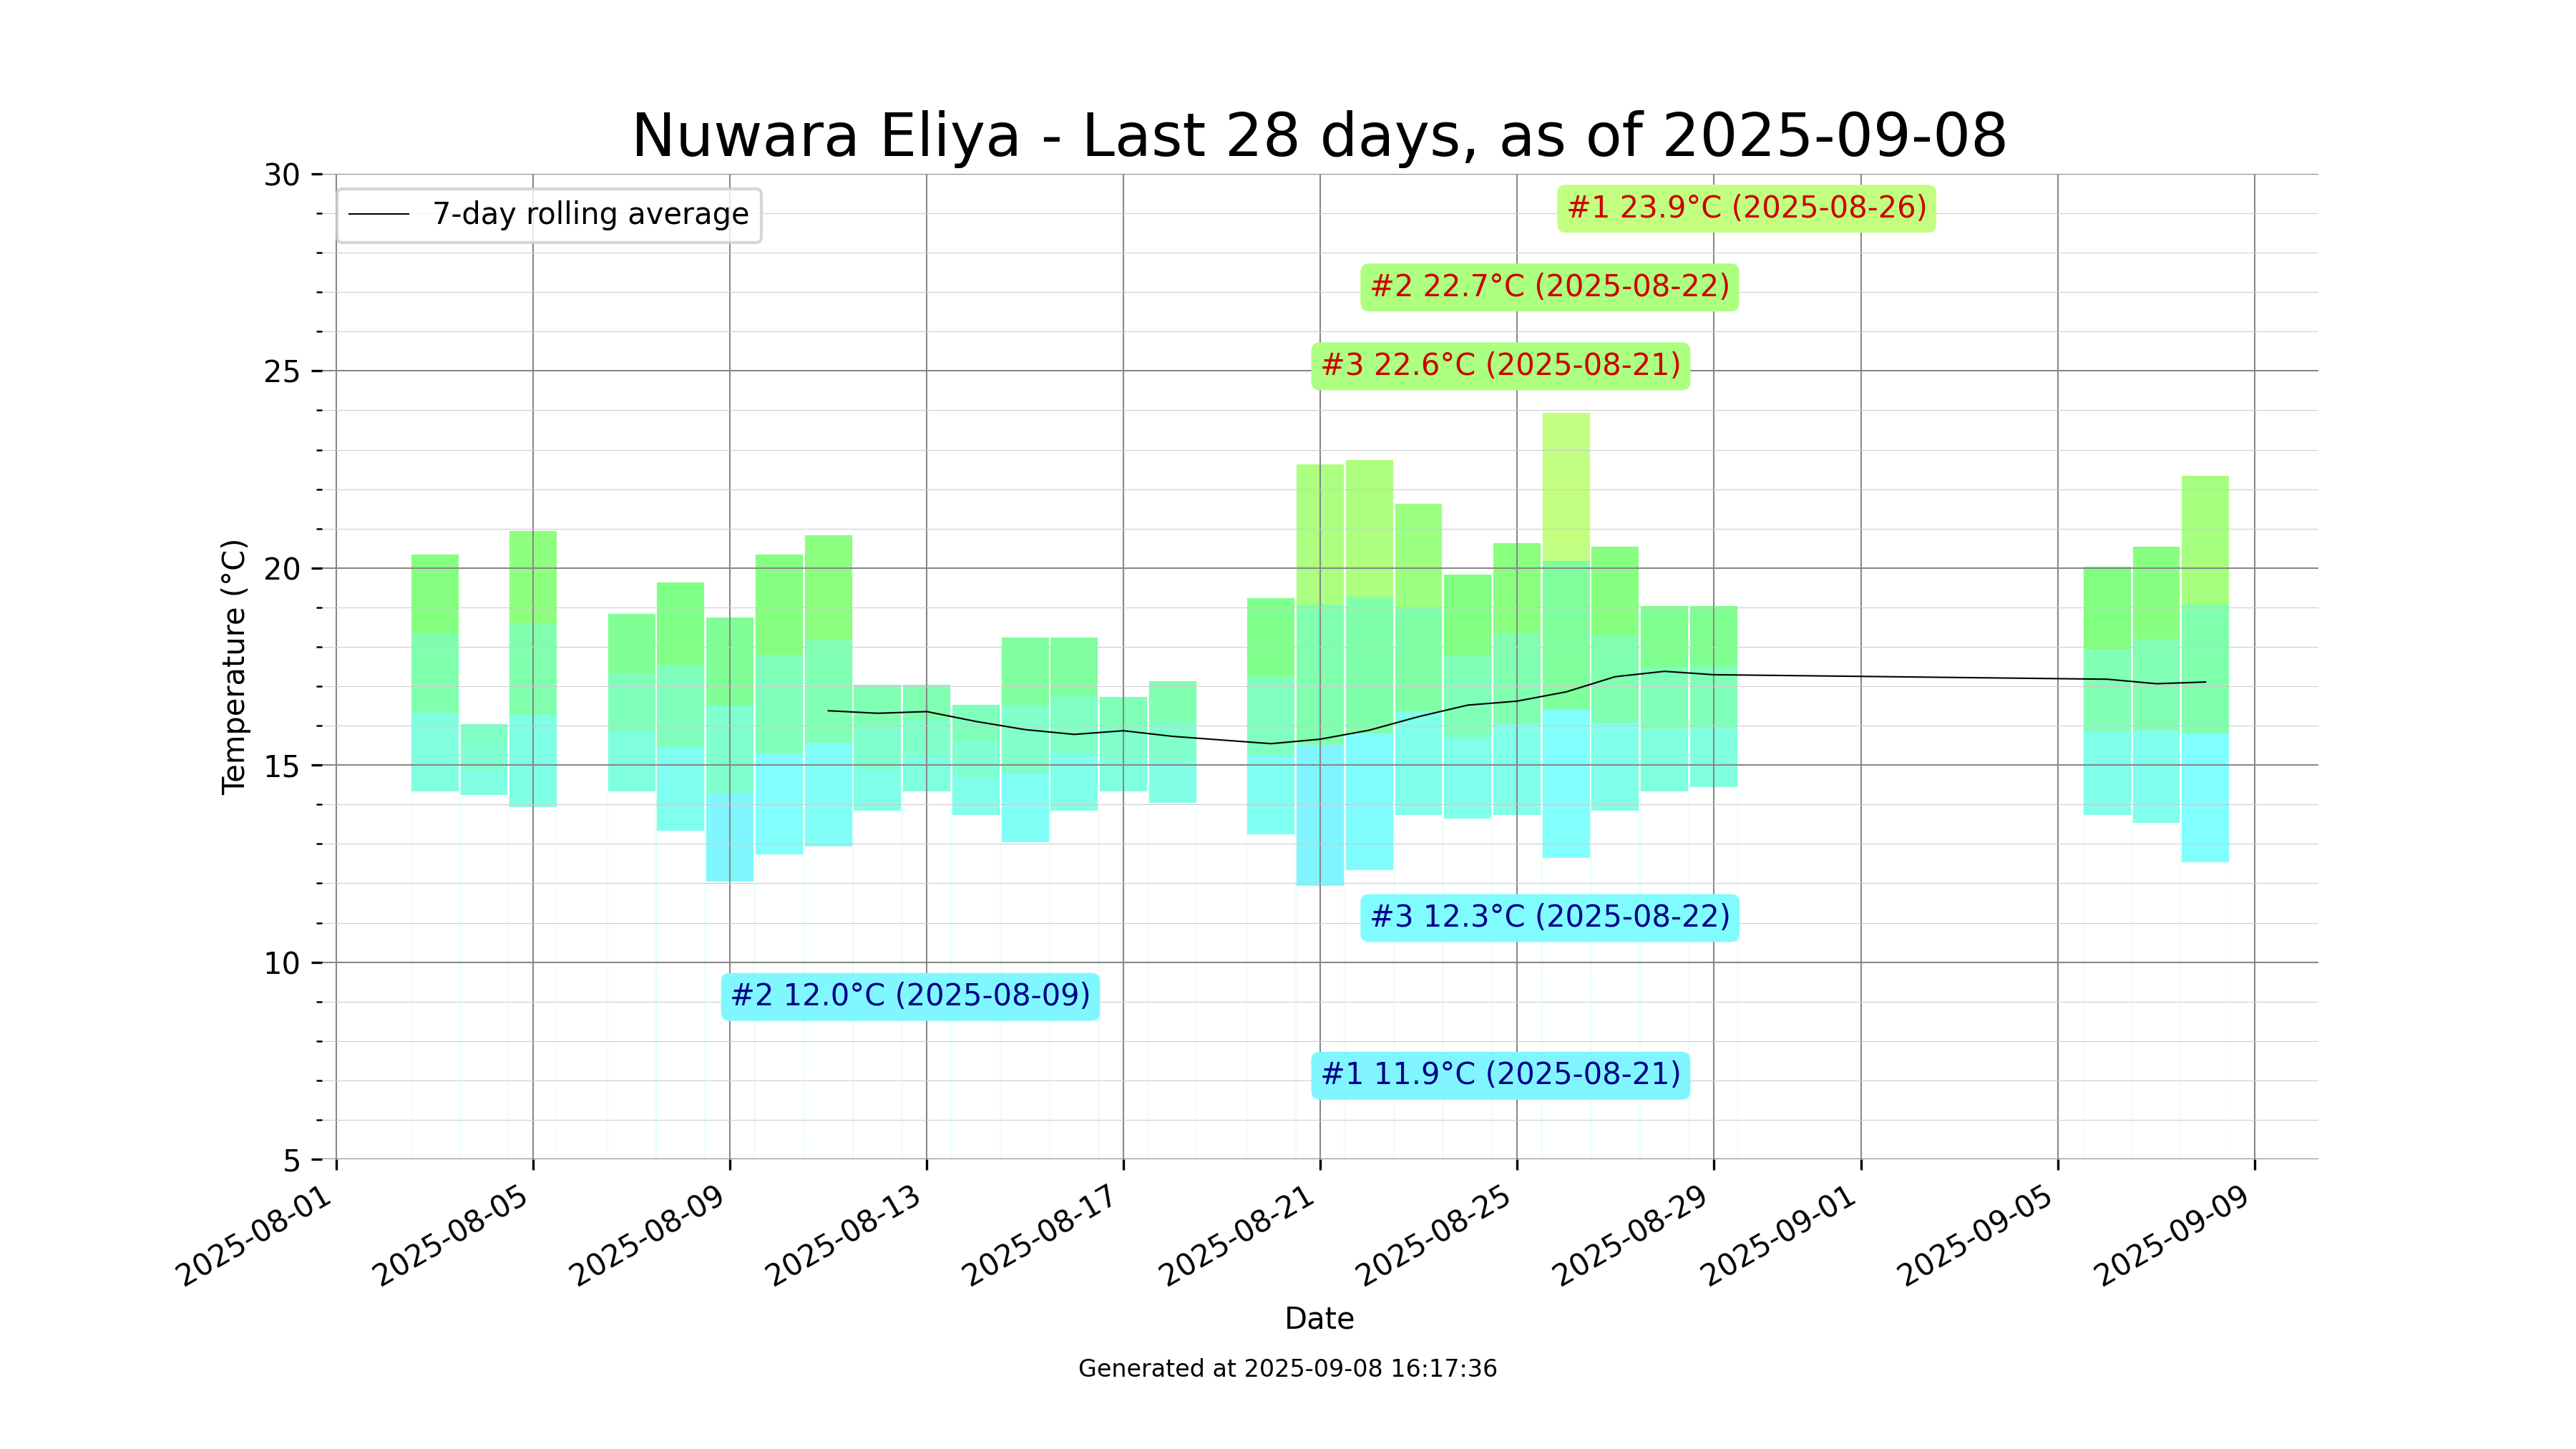 Nuwara Eliya - Last 28 days, as of 2025-09-08
7-day rolling average
#1 23.9°C (2025-08-26)
#2 22.7°C (2025-08-22)
#3 22.6°C (2025-08-21)
#3 12.3°C (2025-08-22)
#2 12.0°C (2025-08-09)
#1 11.9°C (2025-08-21)
Temperature (°C)
30
25
20
15
10
5
2025-08-01
2025-08-05
2025-08-09
2025-08-13
2025-08-17
2025-08-21
2025-08-25
2025-08-29
2025-09-01
2025-09-05
2025-09-09
Date
Generated at 2025-09-08 16:17:36